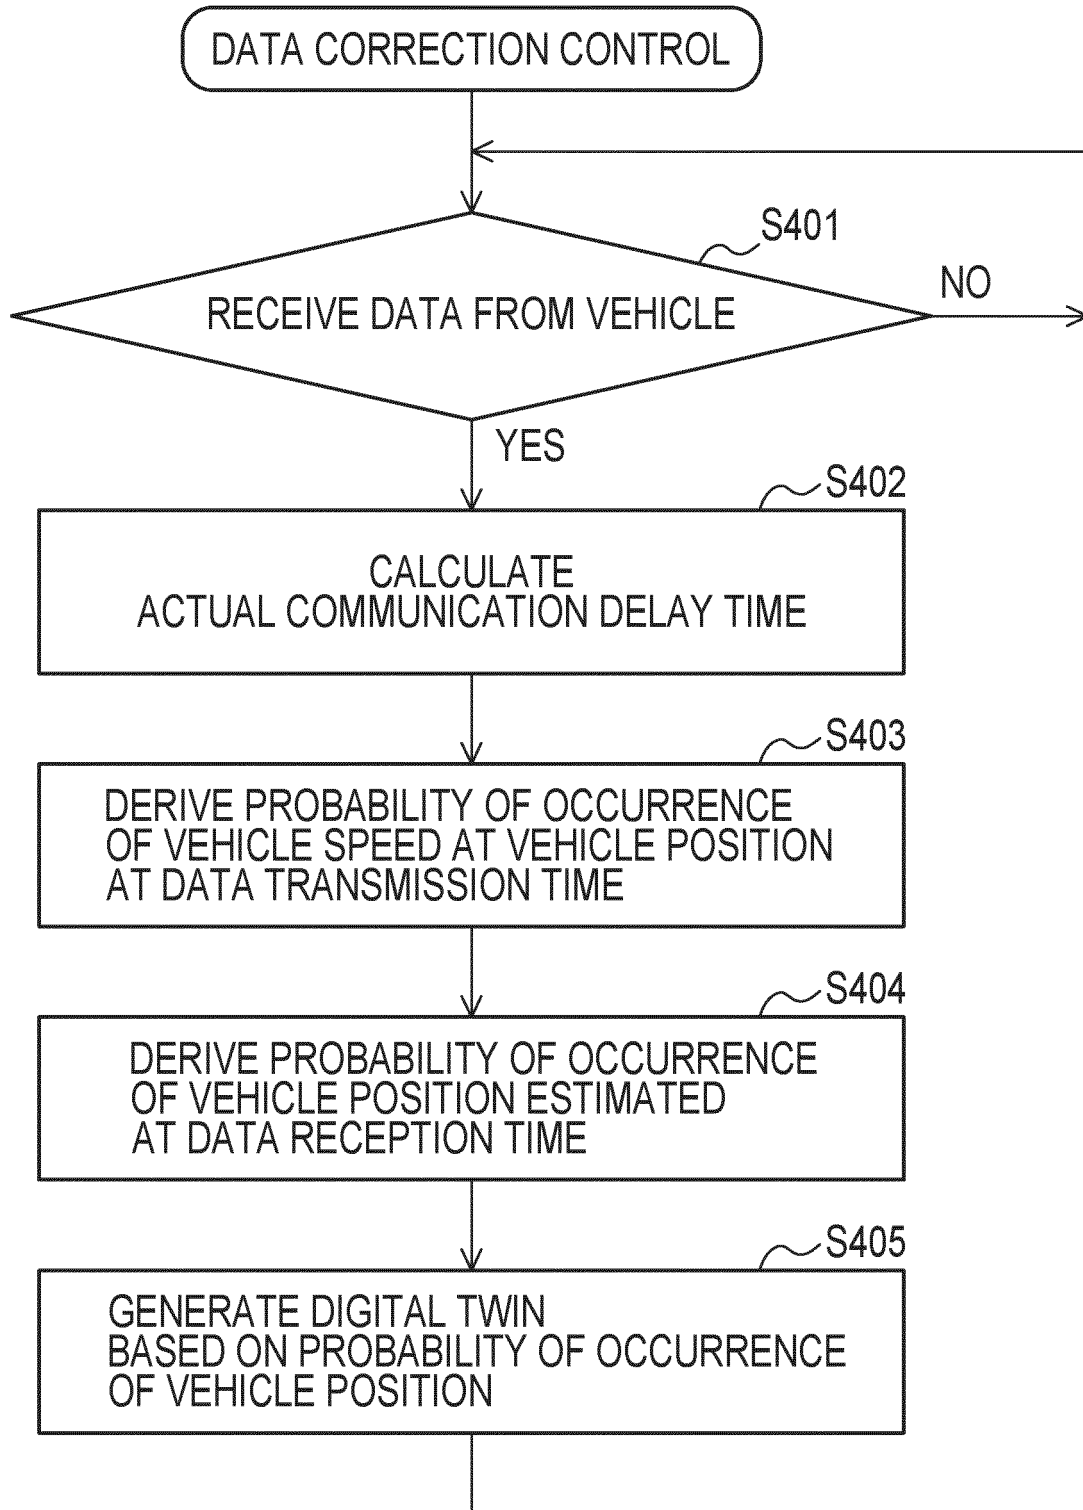 DATA CORRECTION CONTROL
S401
RECEIVE DATA FROM VEHICLE
NO
YES
S402
CALCULATE
ACTUAL COMMUNICATION DELAY TIME
S403
DERIVE PROBABILITY OF OCCURRENCE
OF VEHICLE SPEED AT VEHICLE POSITION
AT DATA TRANSMISSION TIME
S404
DERIVE PROBABILITY OF OCCURRENCE
OF VEHICLE POSITION ESTIMATED
AT DATA RECEPTION TIME
S405
GENERATE DIGITAL TWIN
BASED ON PROBABILITY OF OCCURRENCE
OF VEHICLE POSITION